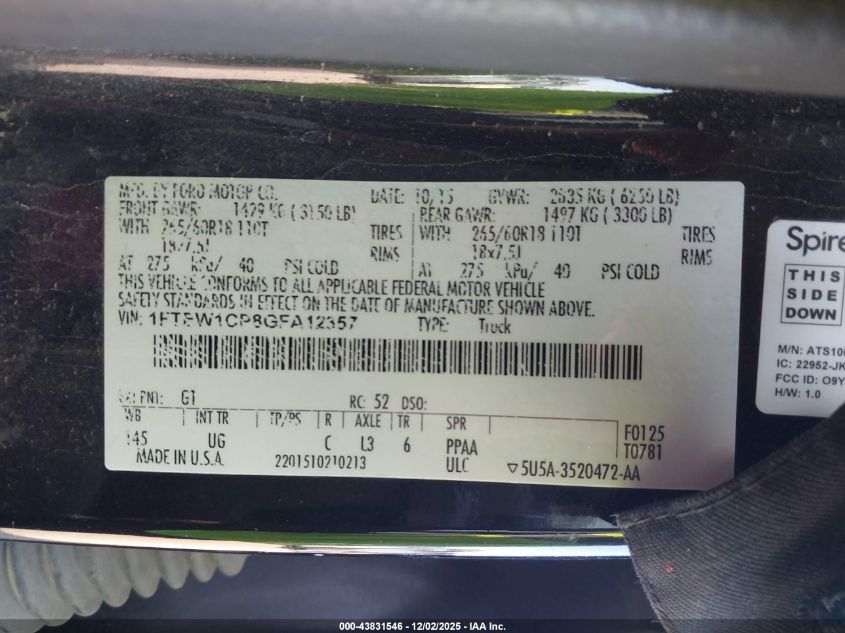 MFD. BY FORD MOTOR CO.
DATE: 10/15 GVWR: 2835 KG ( 6250 LB)
FRONT GAWR: 1429 KG ( 3150 LB)
REAR GAWR: 1497 KG ( 3300 LB)
WITH 265/60R18 110T TIRES
WITH 265/60R18 110T TIRES
18x7.5J RIMS
18x7.5J RIMS
AT 275 kPa/ 40 PSI COLD
AT 275 kPa/ 40 PSI COLD
THIS VEHICLE CONFORMS TO ALL APPLICABLE FEDERAL MOTOR VEHICLE
SAFETY STANDARDS IN EFFECT ON THE DATE OF MANUFACTURE SHOWN ABOVE.
VIN: 1FTEW1CP8GFA12357 TYPE: Truck
EXT PNT: G1 RC: 52 DSO:
WB INT TR TP/PS R AXLE TR SPR
145 UG C L3 6 PPAA
F0125
T0781
MADE IN U.S.A. 2201510210213 ULC ▽5U5A-3520472-AA
Spire
THIS
SIDE
DOWN
M/N: ATS10
IC: 22952-JK
FCC ID: O9Y
H/W: 1.0
000-43831546 - 12/02/2025 - IAA Inc.